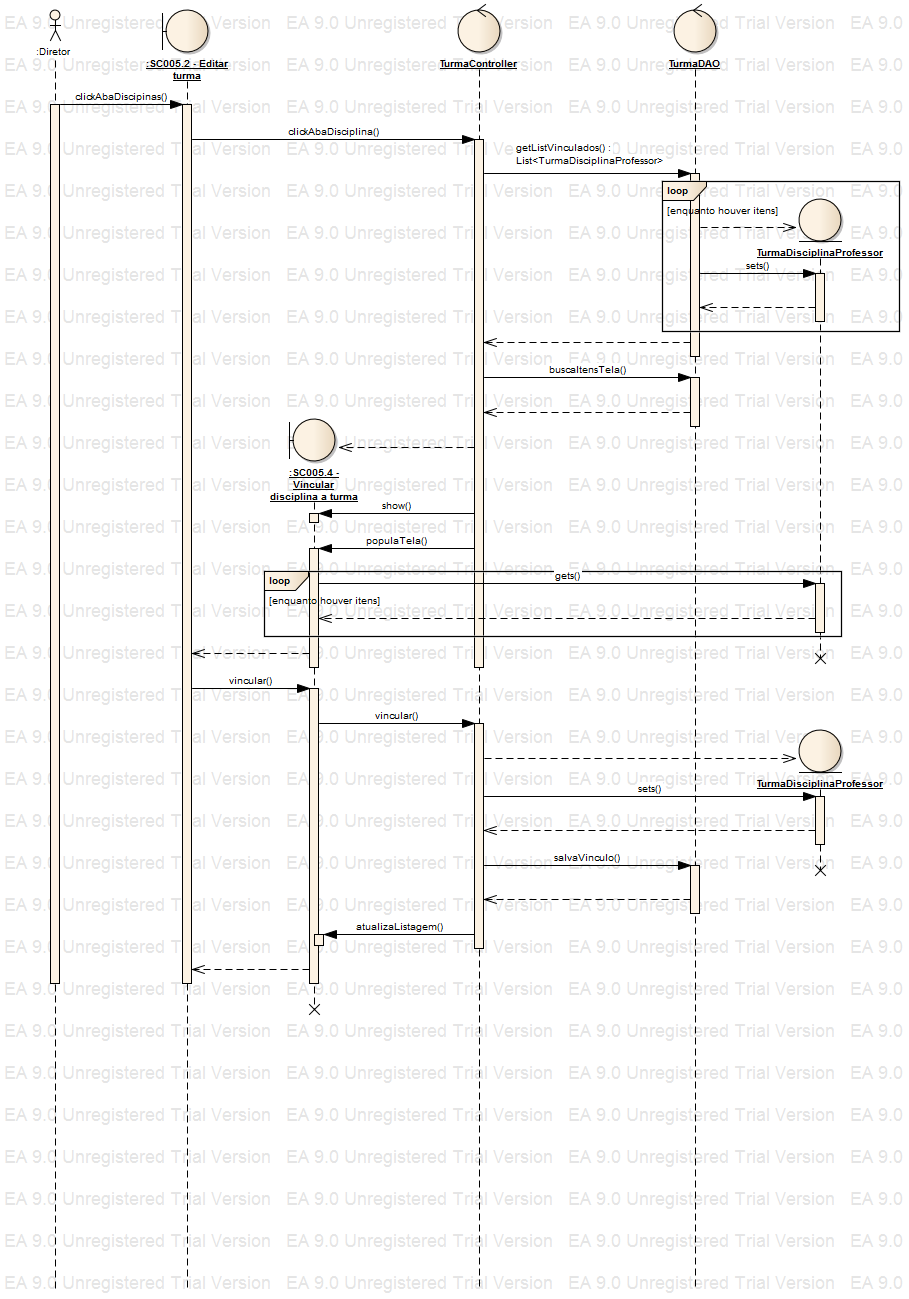 :Diretor
:SC005.2 - Editar
turma
TurmaController
TurmaDAO
clickAbaDiscipinas()
clickAbaDisciplina()
getListVinculados() :
List<TurmaDisciplinaProfessor>
loop
[enquanto houver itens]
TurmaDisciplinaProfessor
sets()
buscaItensTela()
:SC005.4 -
Vincular
disciplina a turma
show()
populaTela()
loop
gets()
[enquanto houver itens]
vincular()
vincular()
TurmaDisciplinaProfessor
sets()
salvaVinculo()
atualizaListagem()
EA 9.0 Unregistered Trial Version